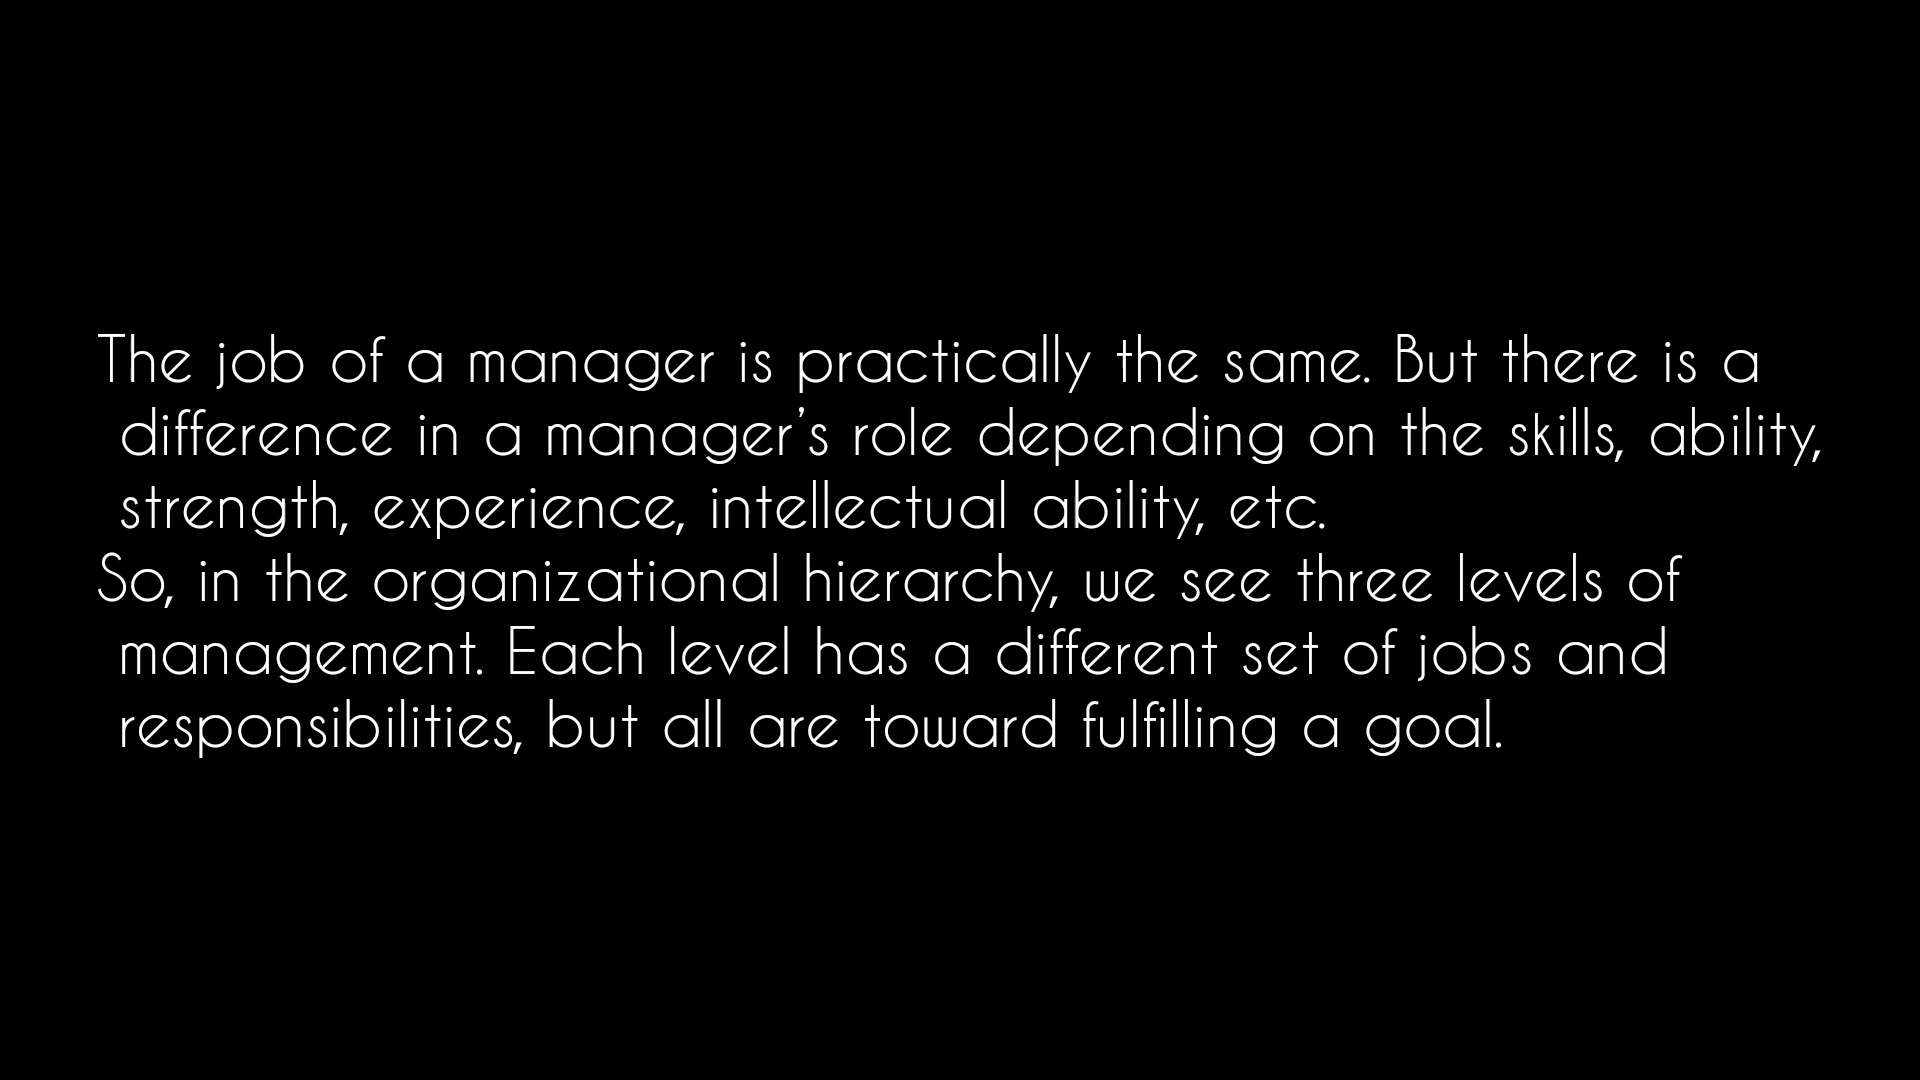 The job of a manager is practically the same. But there is a
difference in a manager’s role depending on the skills, ability,
strength, experience, intellectual ability, etc.
So, in the organizational hierarchy, we see three levels of
management. Each level has a different set of jobs and
responsibilities, but all are toward fulfilling a goal.